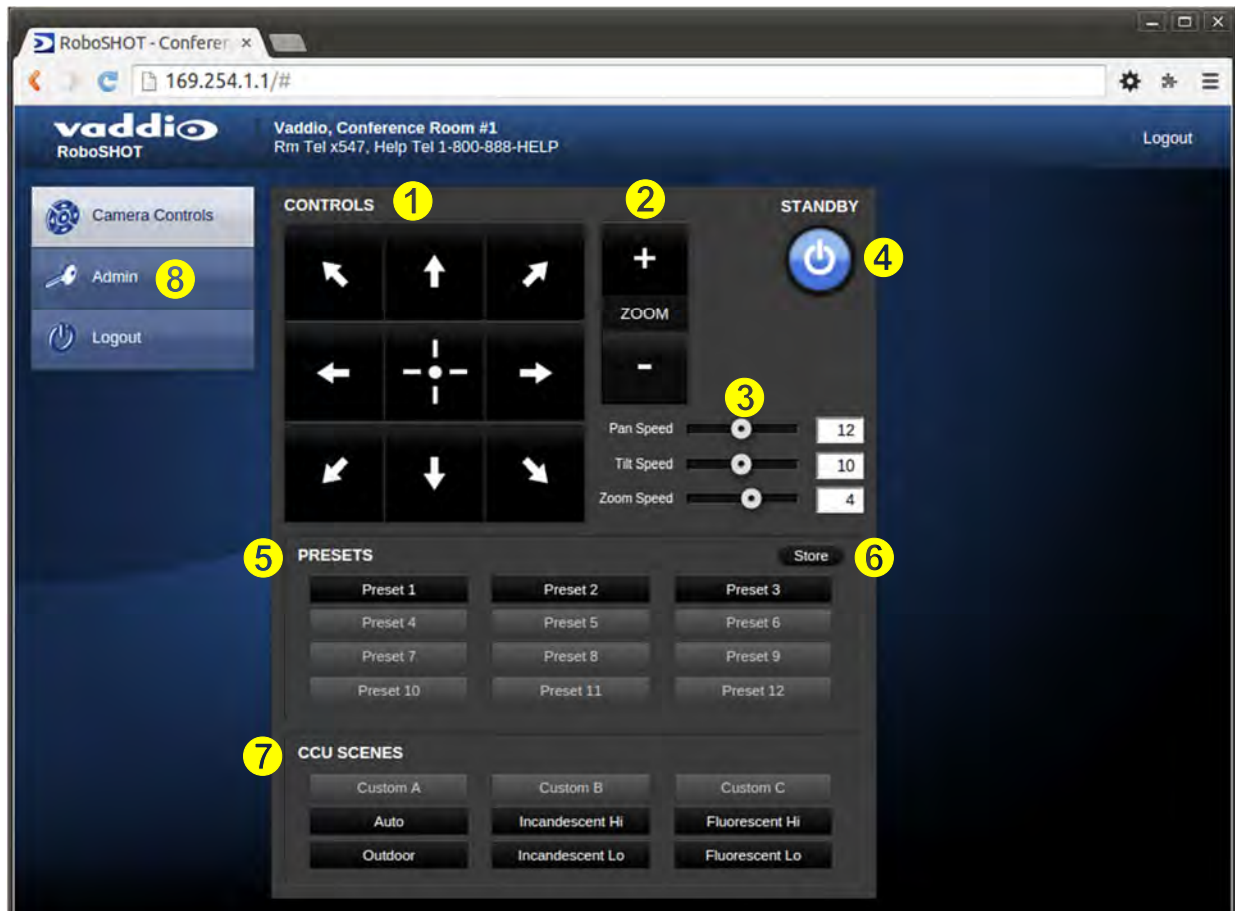 RoboSHOT - Conferer ×
169.254.1.1/#
vaddio
RoboSHOT
Vaddio, Conference Room #1
Rm Tel x547, Help Tel 1-800-888-HELP
Logout
Camera Controls
Admin 8
Logout
CONTROLS 1
2
STANDBY
4
+
ZOOM
-
3
Pan Speed 12
Tilt Speed 10
Zoom Speed 4
5 PRESETS
Store 6
Preset 1 Preset 2 Preset 3
Preset 4 Preset 5 Preset 6
Preset 7 Preset 8 Preset 9
Preset 10 Preset 11 Preset 12
7 CCU SCENES
Custom A Custom B Custom C
Auto Incandescent Hi Fluorescent Hi
Outdoor Incandescent Lo Fluorescent Lo